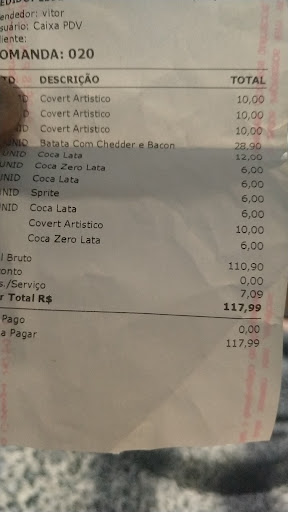 endedor: vitor
suário: Caixa PDV
liente:
OMANDA: 020
DESCRIÇÃO TOTAL
Covert Artistico 10,00
Covert Artistico 10,00
Covert Artistico 10,00
UNID Batata Com Chedder e Bacon 28,90
UNID Coca Lata 12,00
UNID Coca Zero Lata 6,00
UNID Coca Lata 6,00
UNID Sprite 6,00
UNID Coca Lata 6,00
Covert Artistico 10,00
Coca Zero Lata 6,00
l Bruto 110,90
onto 0,00
s./Serviço 7,09
r Total R$ 117,99
Pago 0,00
a Pagar 117,99